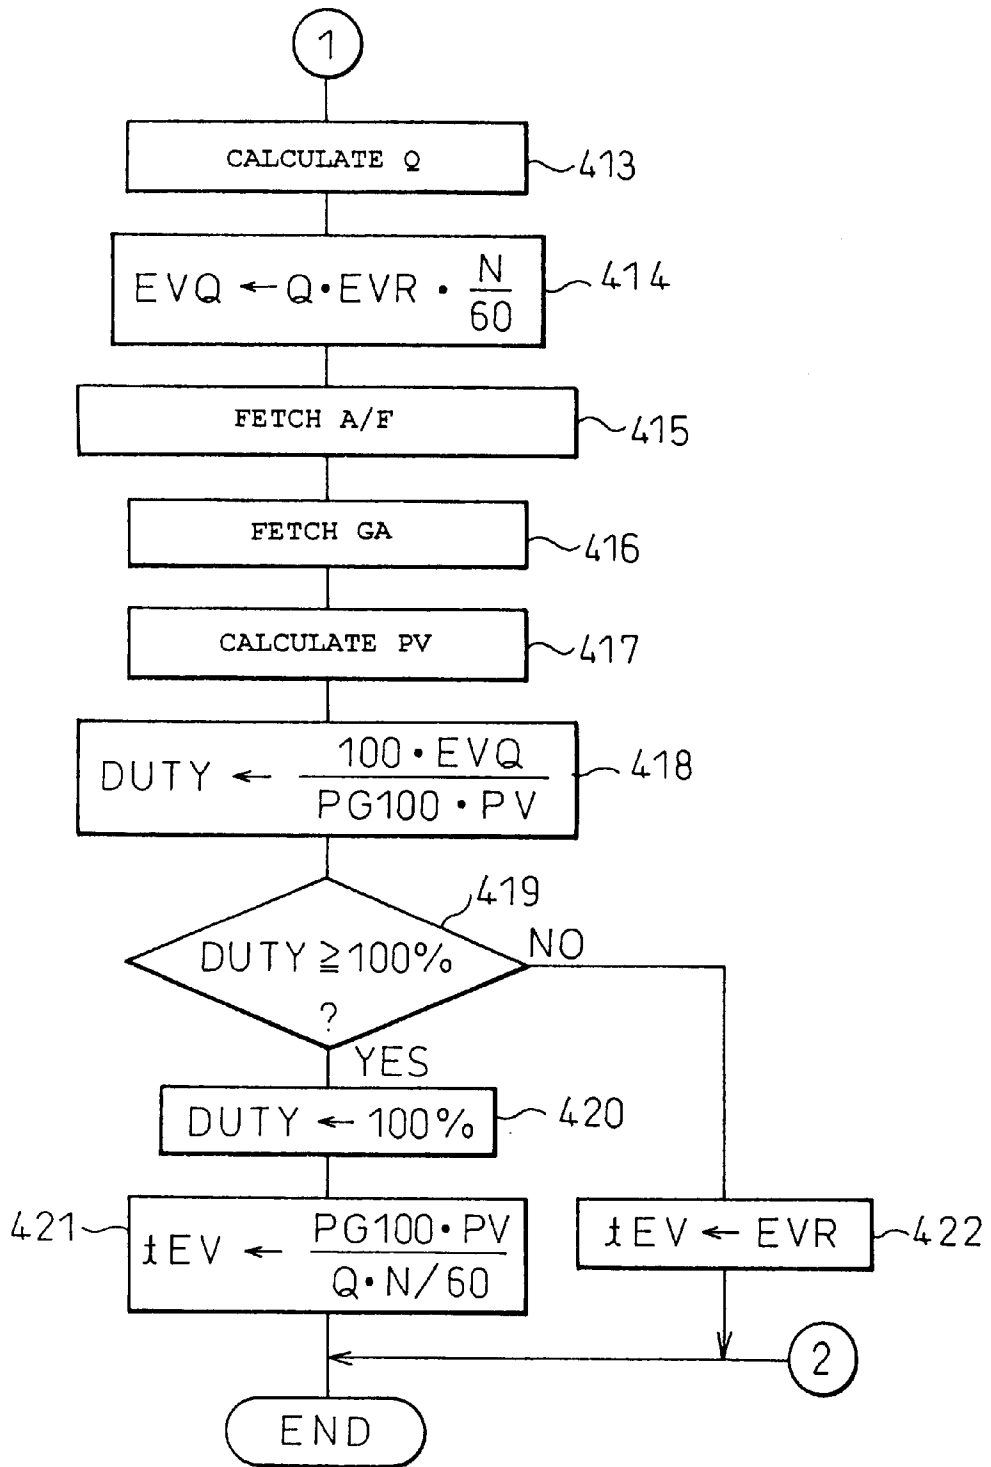 1
CALCULATE Q
413
EVQ ← Q·EVR · N/60
414
FETCH A/F
415
FETCH GA
416
CALCULATE PV
417
DUTY ← 100·EVQ / PG100·PV
418
419
DUTY ≧ 100%
?
NO
YES
DUTY ← 100%
420
421
tEV ← PG100·PV / Q·N/60
tEV ← EVR
422
2
END